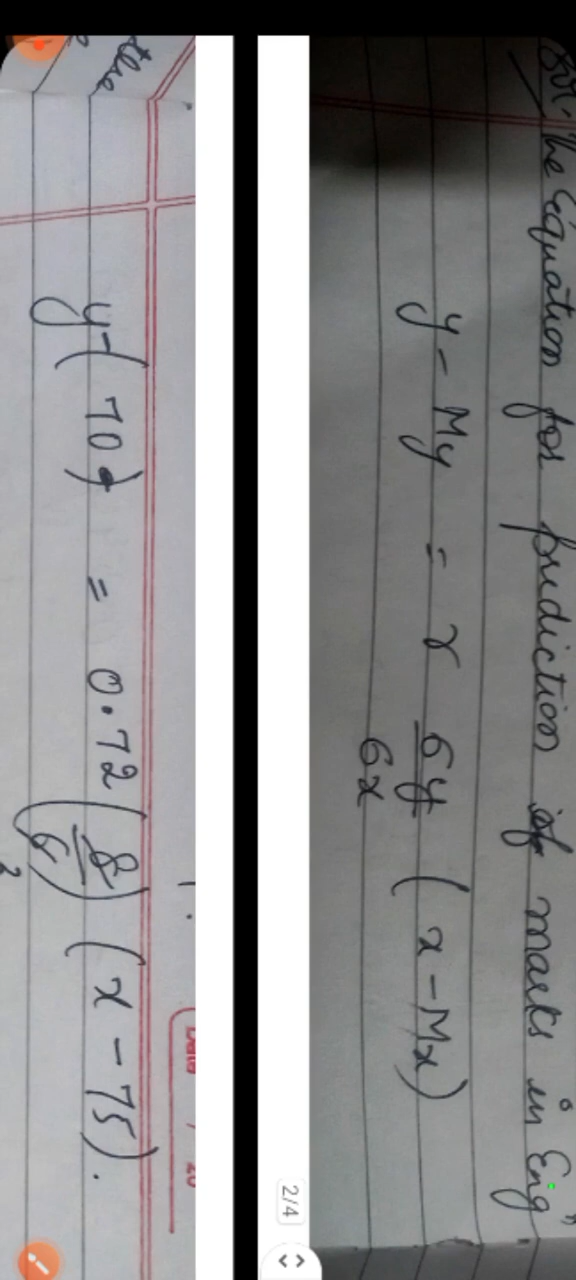 Sol. The Equation for prediction of marks in Eng"
y - My = r σy/σx (x - Mx)
2/4
the
y - (70) = 0.72 (8/6) (x - 75).